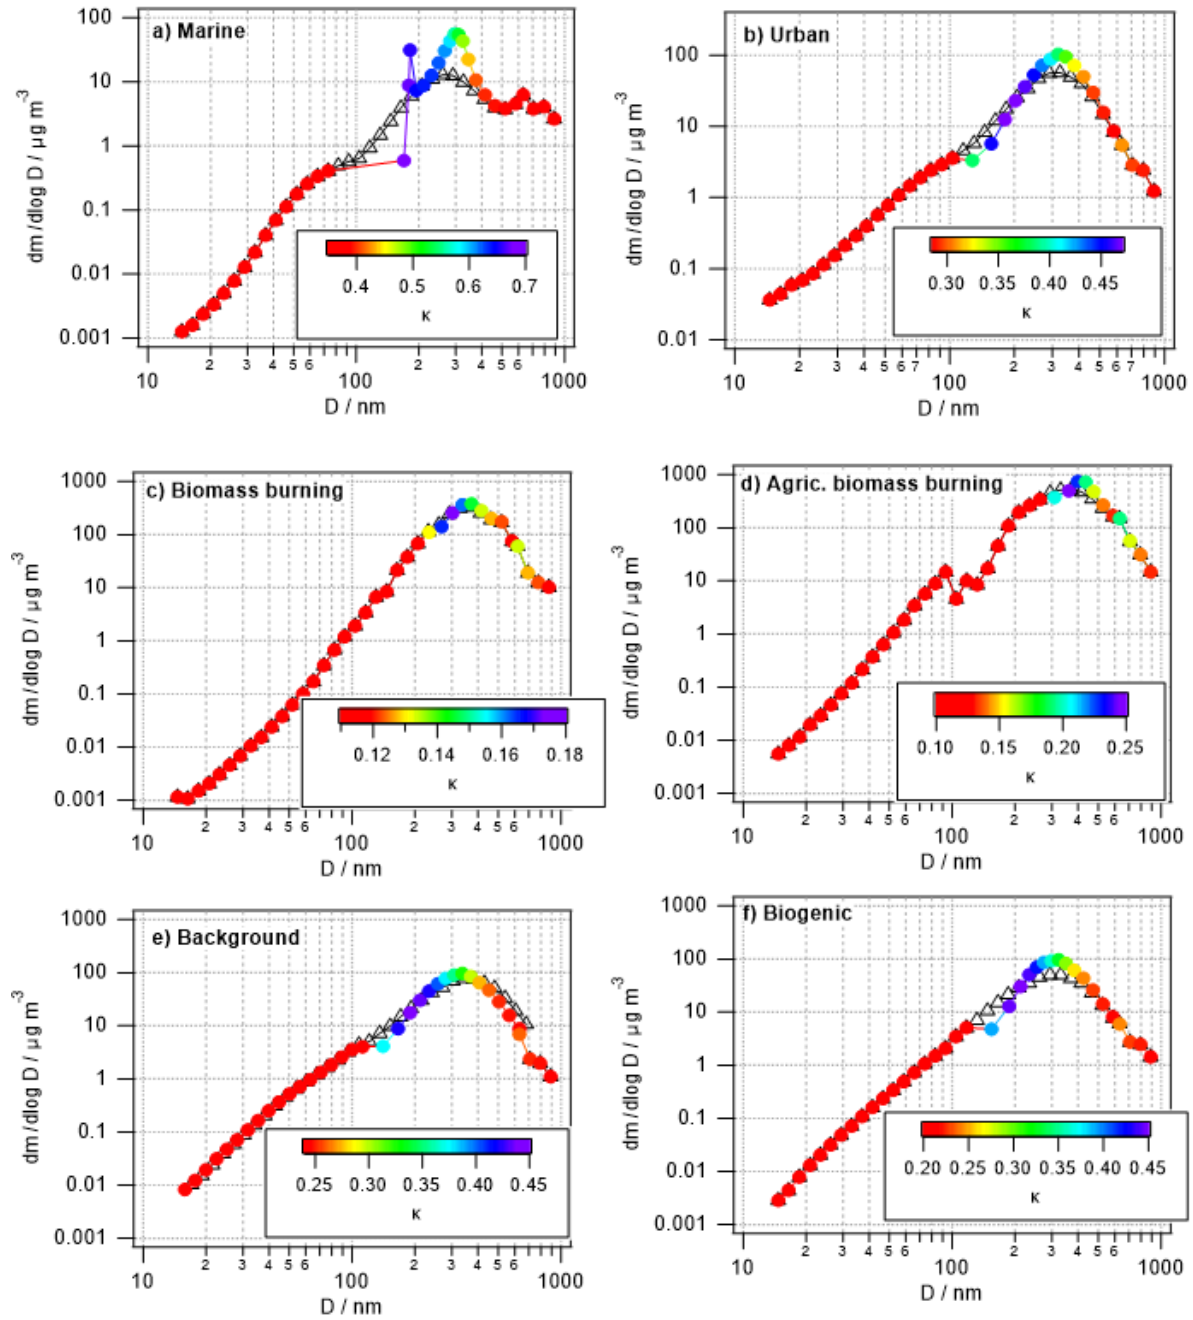 a) Marine
100
10
1
0.1
0.01
0.001
dm/dlog D / µg m⁻³
0.4 0.5 0.6 0.7
κ
10 2 3 4 5 6 100 2 3 4 5 6 1000
D / nm
b) Urban
100
10
1
0.1
0.01
dm/dlog D / µg m⁻³
0.30 0.35 0.40 0.45
κ
10 2 3 4 5 6 7 100 2 3 4 5 6 7 1000
D / nm
c) Biomass burning
1000
100
10
1
0.1
0.01
0.001
dm/dlog D / µg m⁻³
0.12 0.14 0.16 0.18
κ
10 2 3 4 5 6 100 2 3 4 5 6 1000
D / nm
d) Agric. biomass burning
1000
100
10
1
0.1
0.01
0.001
dm/dlog D / µg m⁻³
0.10 0.15 0.20 0.25
κ
10 2 3 4 5 6 100 2 3 4 5 6 1000
D / nm
e) Background
1000
100
10
1
0.1
0.01
0.001
dm/dlog D / µg m⁻³
0.25 0.30 0.35 0.40 0.45
κ
10 2 3 4 5 6 100 2 3 4 5 6 1000
D / nm
f) Biogenic
1000
100
10
1
0.1
0.01
0.001
dm/dlog D / µg m⁻³
0.20 0.25 0.30 0.35 0.40 0.45
κ
10 2 3 4 5 6 100 2 3 4 5 6 1000
D / nm